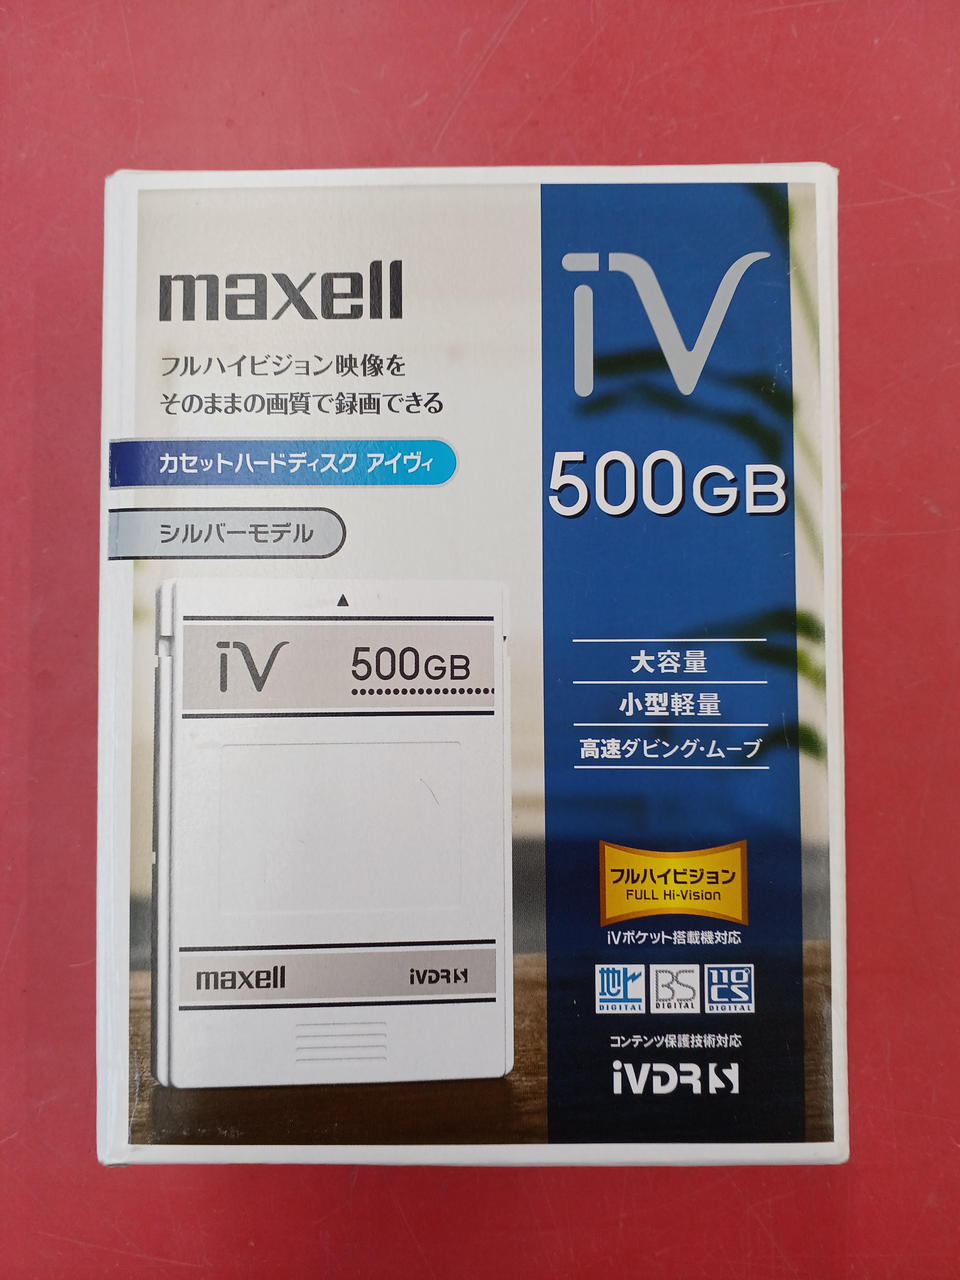 maxell
フルハイビジョン映像を
そのままの画質で録画できる
カセットハードディスク アイヴィ
シルバーモデル
iV
500GB
maxell
iVDR S
iV
500GB
大容量
小型軽量
高速ダビング・ムーブ
フルハイビジョン
FULL Hi-Vision
iVポケット搭載機対応
地上 DIGITAL
BS DIGITAL
110° CS DIGITAL
コンテンツ保護技術対応
iVDR S